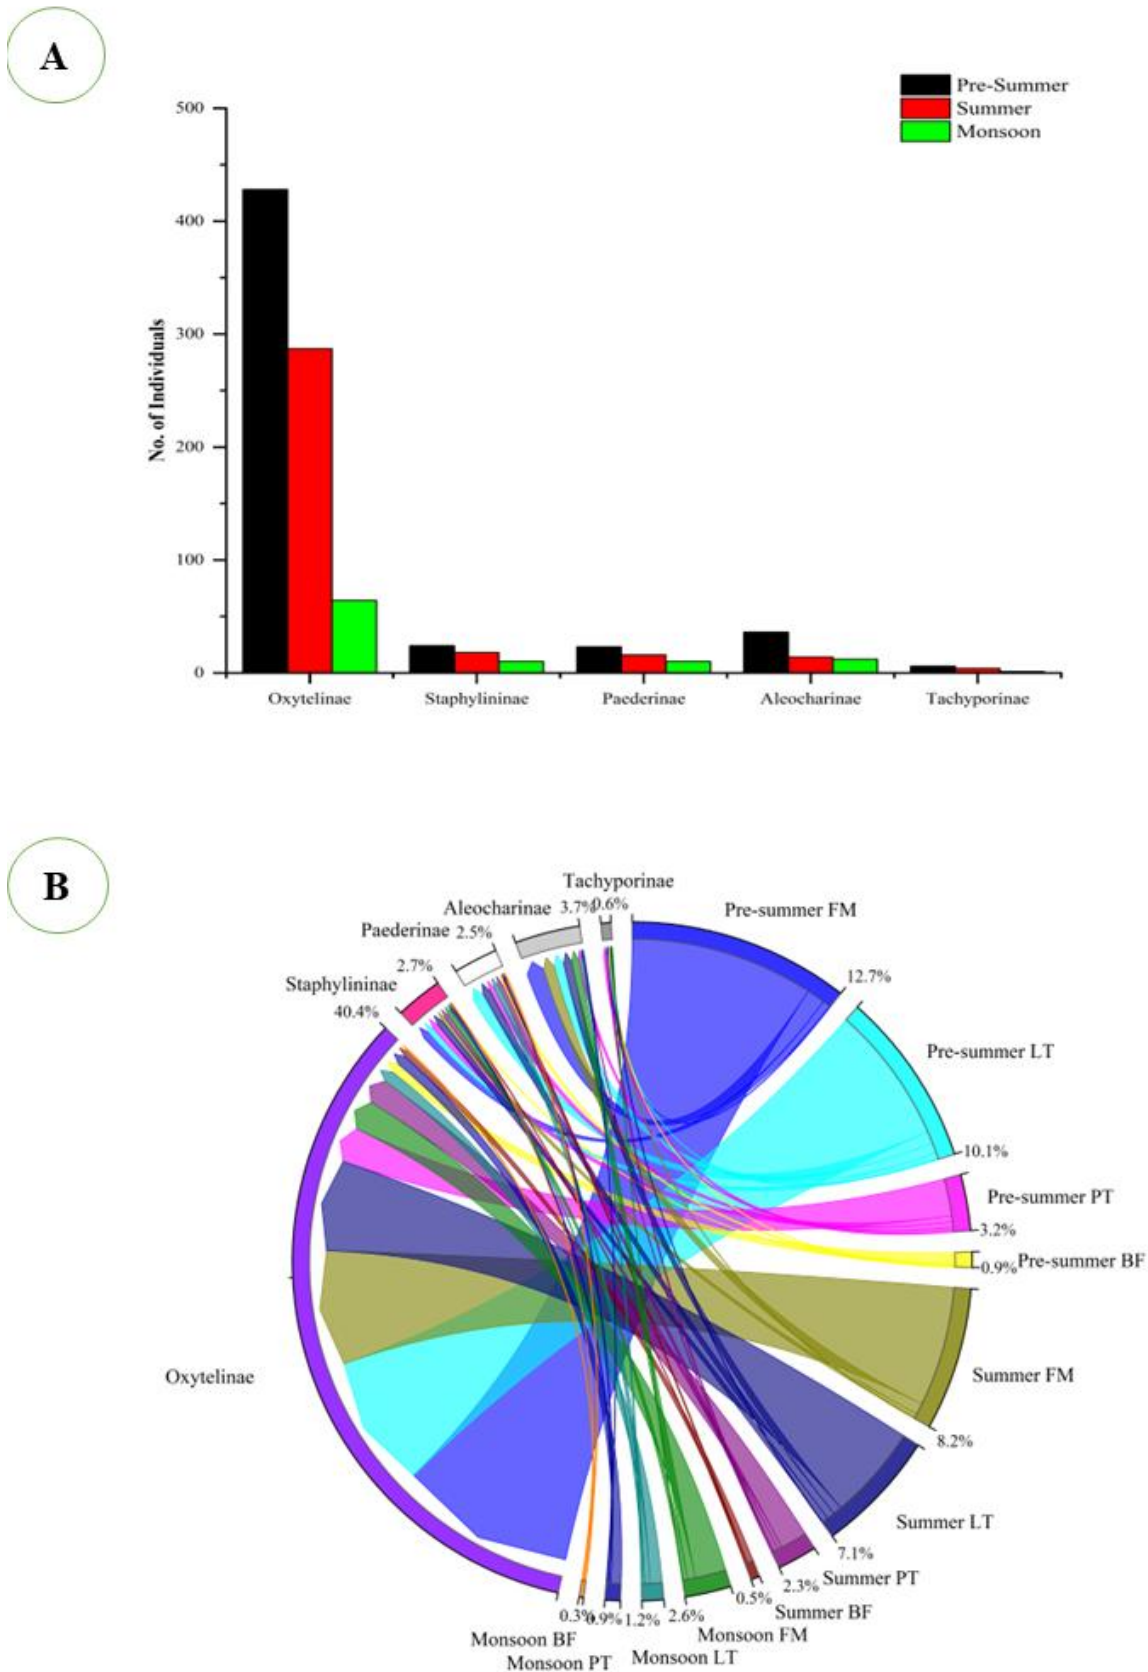 A
Pre-Summer
Summer
Monsoon
500
400
300
200
100
0
No. of Individuals
Oxytelinae Staphylininae Paederinae Aleocharinae Tachyporinae
B
Tachyporinae
0.6%
Aleocharinae 3.7%
Paederinae 2.5%
2.7%
Staphylininae
40.4%
Oxytelinae
Pre-summer FM
12.7%
Pre-summer LT
10.1%
Pre-summer PT
3.2%
0.9% Pre-summer BF
Summer FM
8.2%
Summer LT
7.1%
Summer PT
2.3%
Summer BF
0.5%
Monsoon FM
2.6%
Monsoon LT
1.2%
Monsoon PT
0.9%
Monsoon BF
0.3%